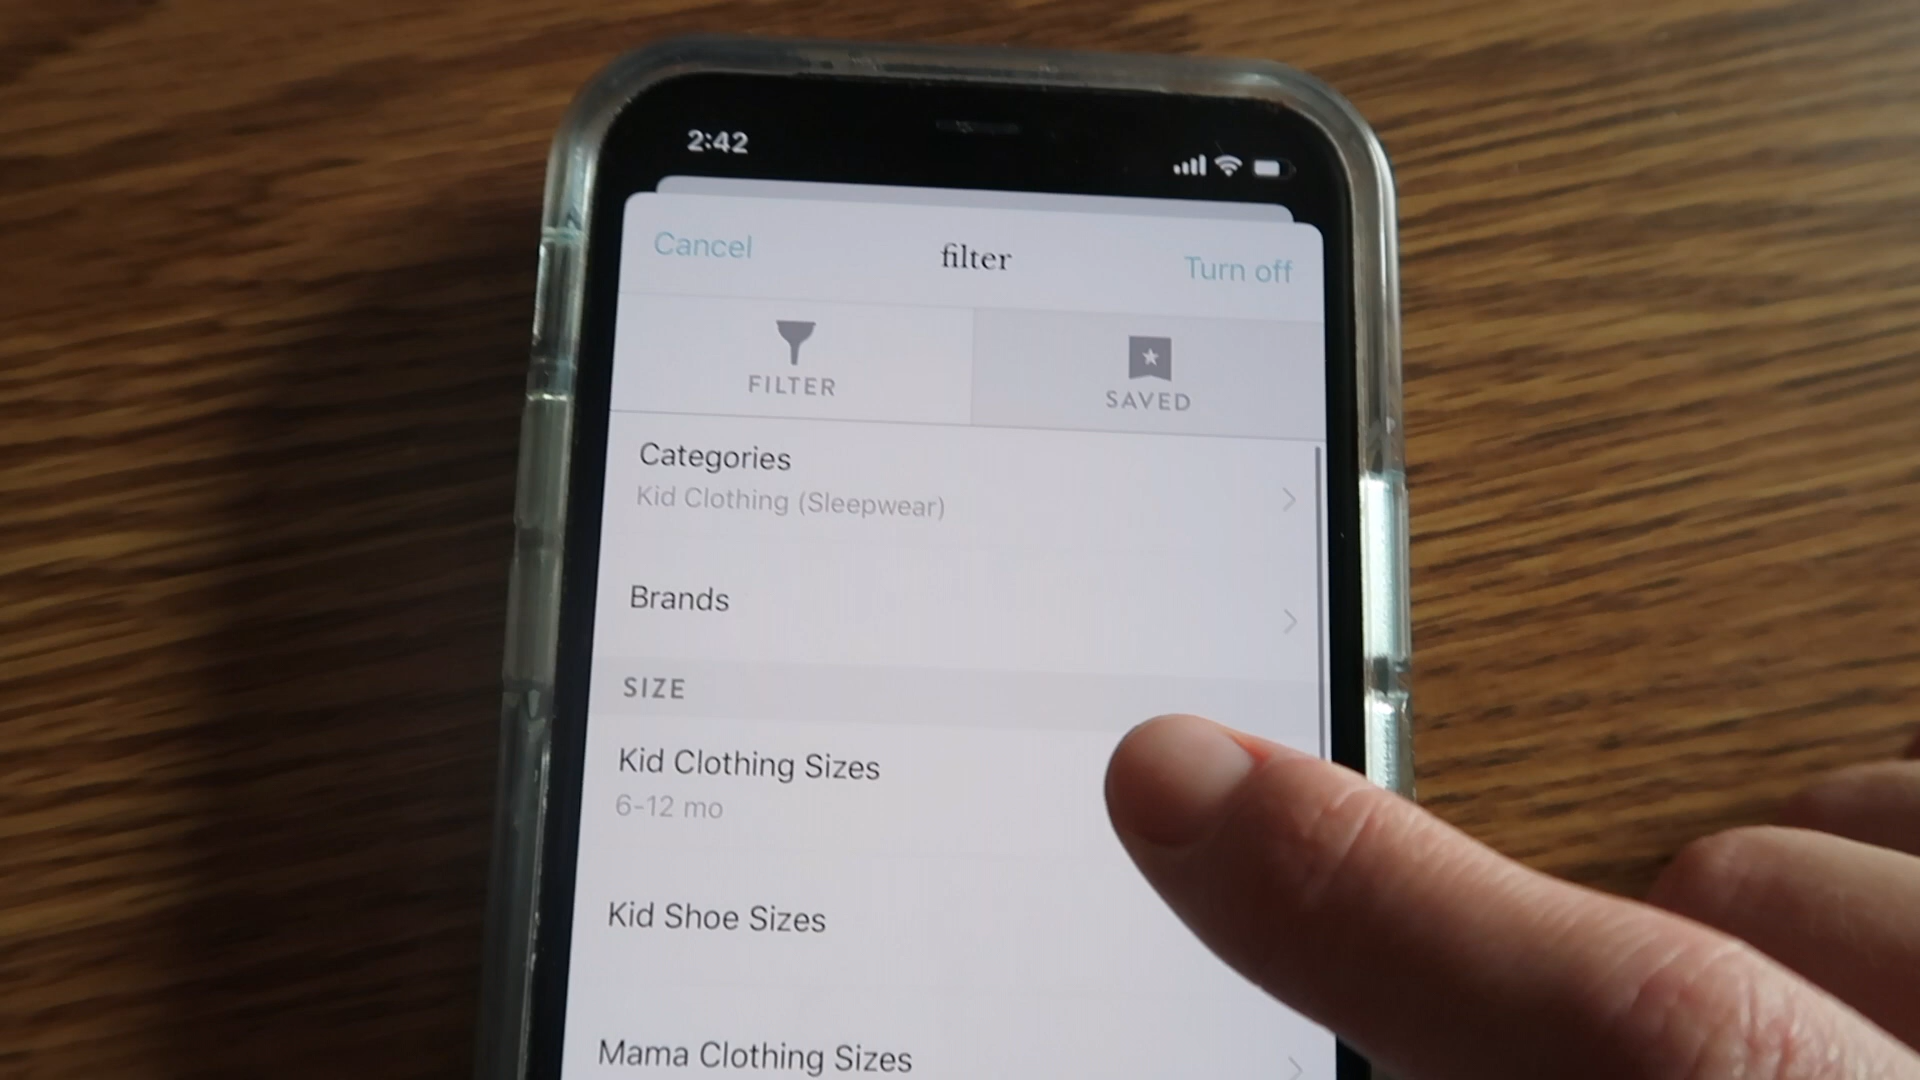 2:42
Cancel
filter
Turn off
FILTER
SAVED
Categories
Kid Clothing (Sleepwear)
Brands
SIZE
Kid Clothing Sizes
6-12 mo
Kid Shoe Sizes
Mama Clothing Sizes